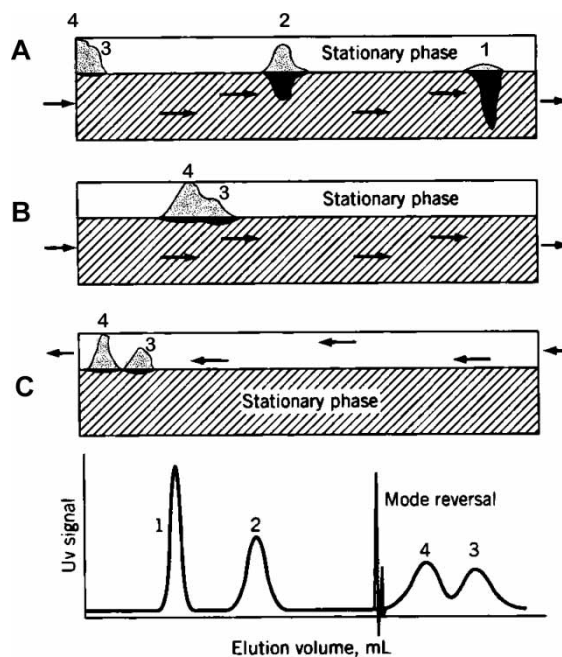 4
3
2
1
A
Stationary phase
4
3
B
Stationary phase
4
3
C
Stationary phase
Uv signal
1
2
Mode reversal
4
3
Elution volume, mL